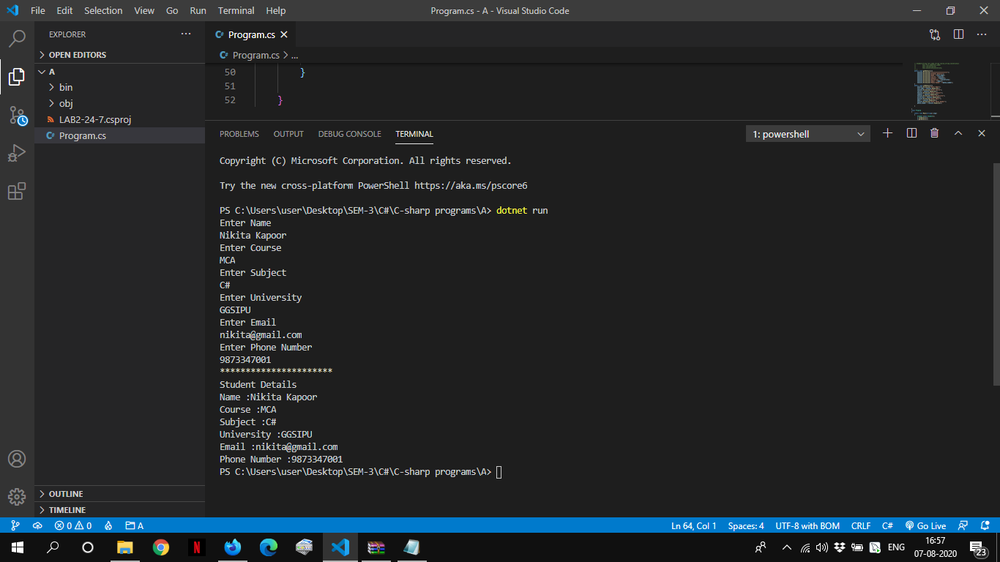 File Edit Selection View Go Run Terminal Help Program.cs - A - Visual Studio Code
EXPLORER
OPEN EDITORS
A
bin
obj
LAB2-24-7.csproj
C# Program.cs
OUTLINE
TIMELINE
C# Program.cs
C# Program.cs > ...
50 }
51
52 }
PROBLEMS OUTPUT DEBUG CONSOLE TERMINAL 1: powershell
Copyright (C) Microsoft Corporation. All rights reserved.
Try the new cross-platform PowerShell https://aka.ms/pscore6
PS C:\Users\user\Desktop\SEM-3\C#\C-sharp programs\A> dotnet run
Enter Name
Nikita Kapoor
Enter Course
MCA
Enter Subject
C#
Enter University
GGSIPU
Enter Email
nikita@gmail.com
Enter Phone Number
9873347001
**********************
Student Details
Name :Nikita Kapoor
Course :MCA
Subject :C#
University :GGSIPU
Email :nikita@gmail.com
Phone Number :9873347001
PS C:\Users\user\Desktop\SEM-3\C#\C-sharp programs\A>
0 0 A Ln 64, Col 1 Spaces: 4 UTF-8 with BOM CRLF C# Go Live
N ENG 16:57
07-08-2020 23